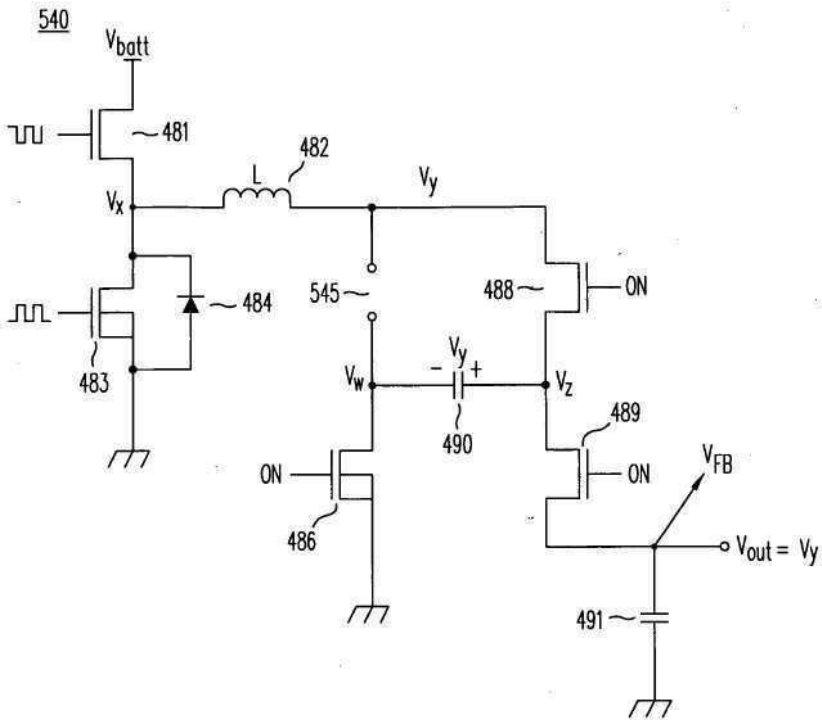 540
Vbatt
481
482
L
Vy
Vx
488
ON
484
545
483
Vy
- +
Vw
Vz
490
489
ON
VFB
ON
486
Vout = Vy
491